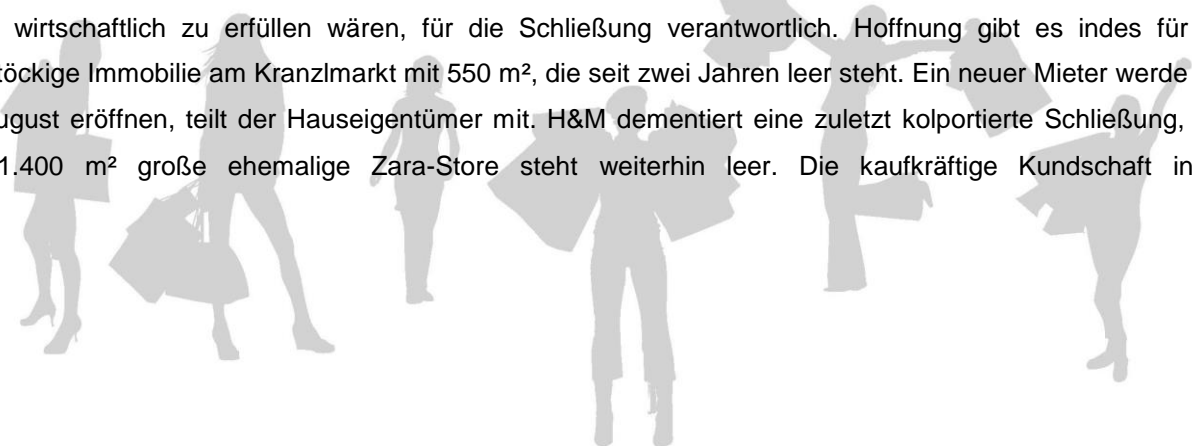 wirtschaftlich zu erfüllen wären, für die Schließung verantwortlich. Hoffnung gibt es indes für
töckige Immobilie am Kranzlmarkt mit 550 m², die seit zwei Jahren leer steht. Ein neuer Mieter werde
ugust eröffnen, teilt der Hauseigentümer mit. H&M dementiert eine zuletzt kolportierte Schließung,
1.400 m² große ehemalige Zara-Store steht weiterhin leer. Die kaufkräftige Kundschaft in